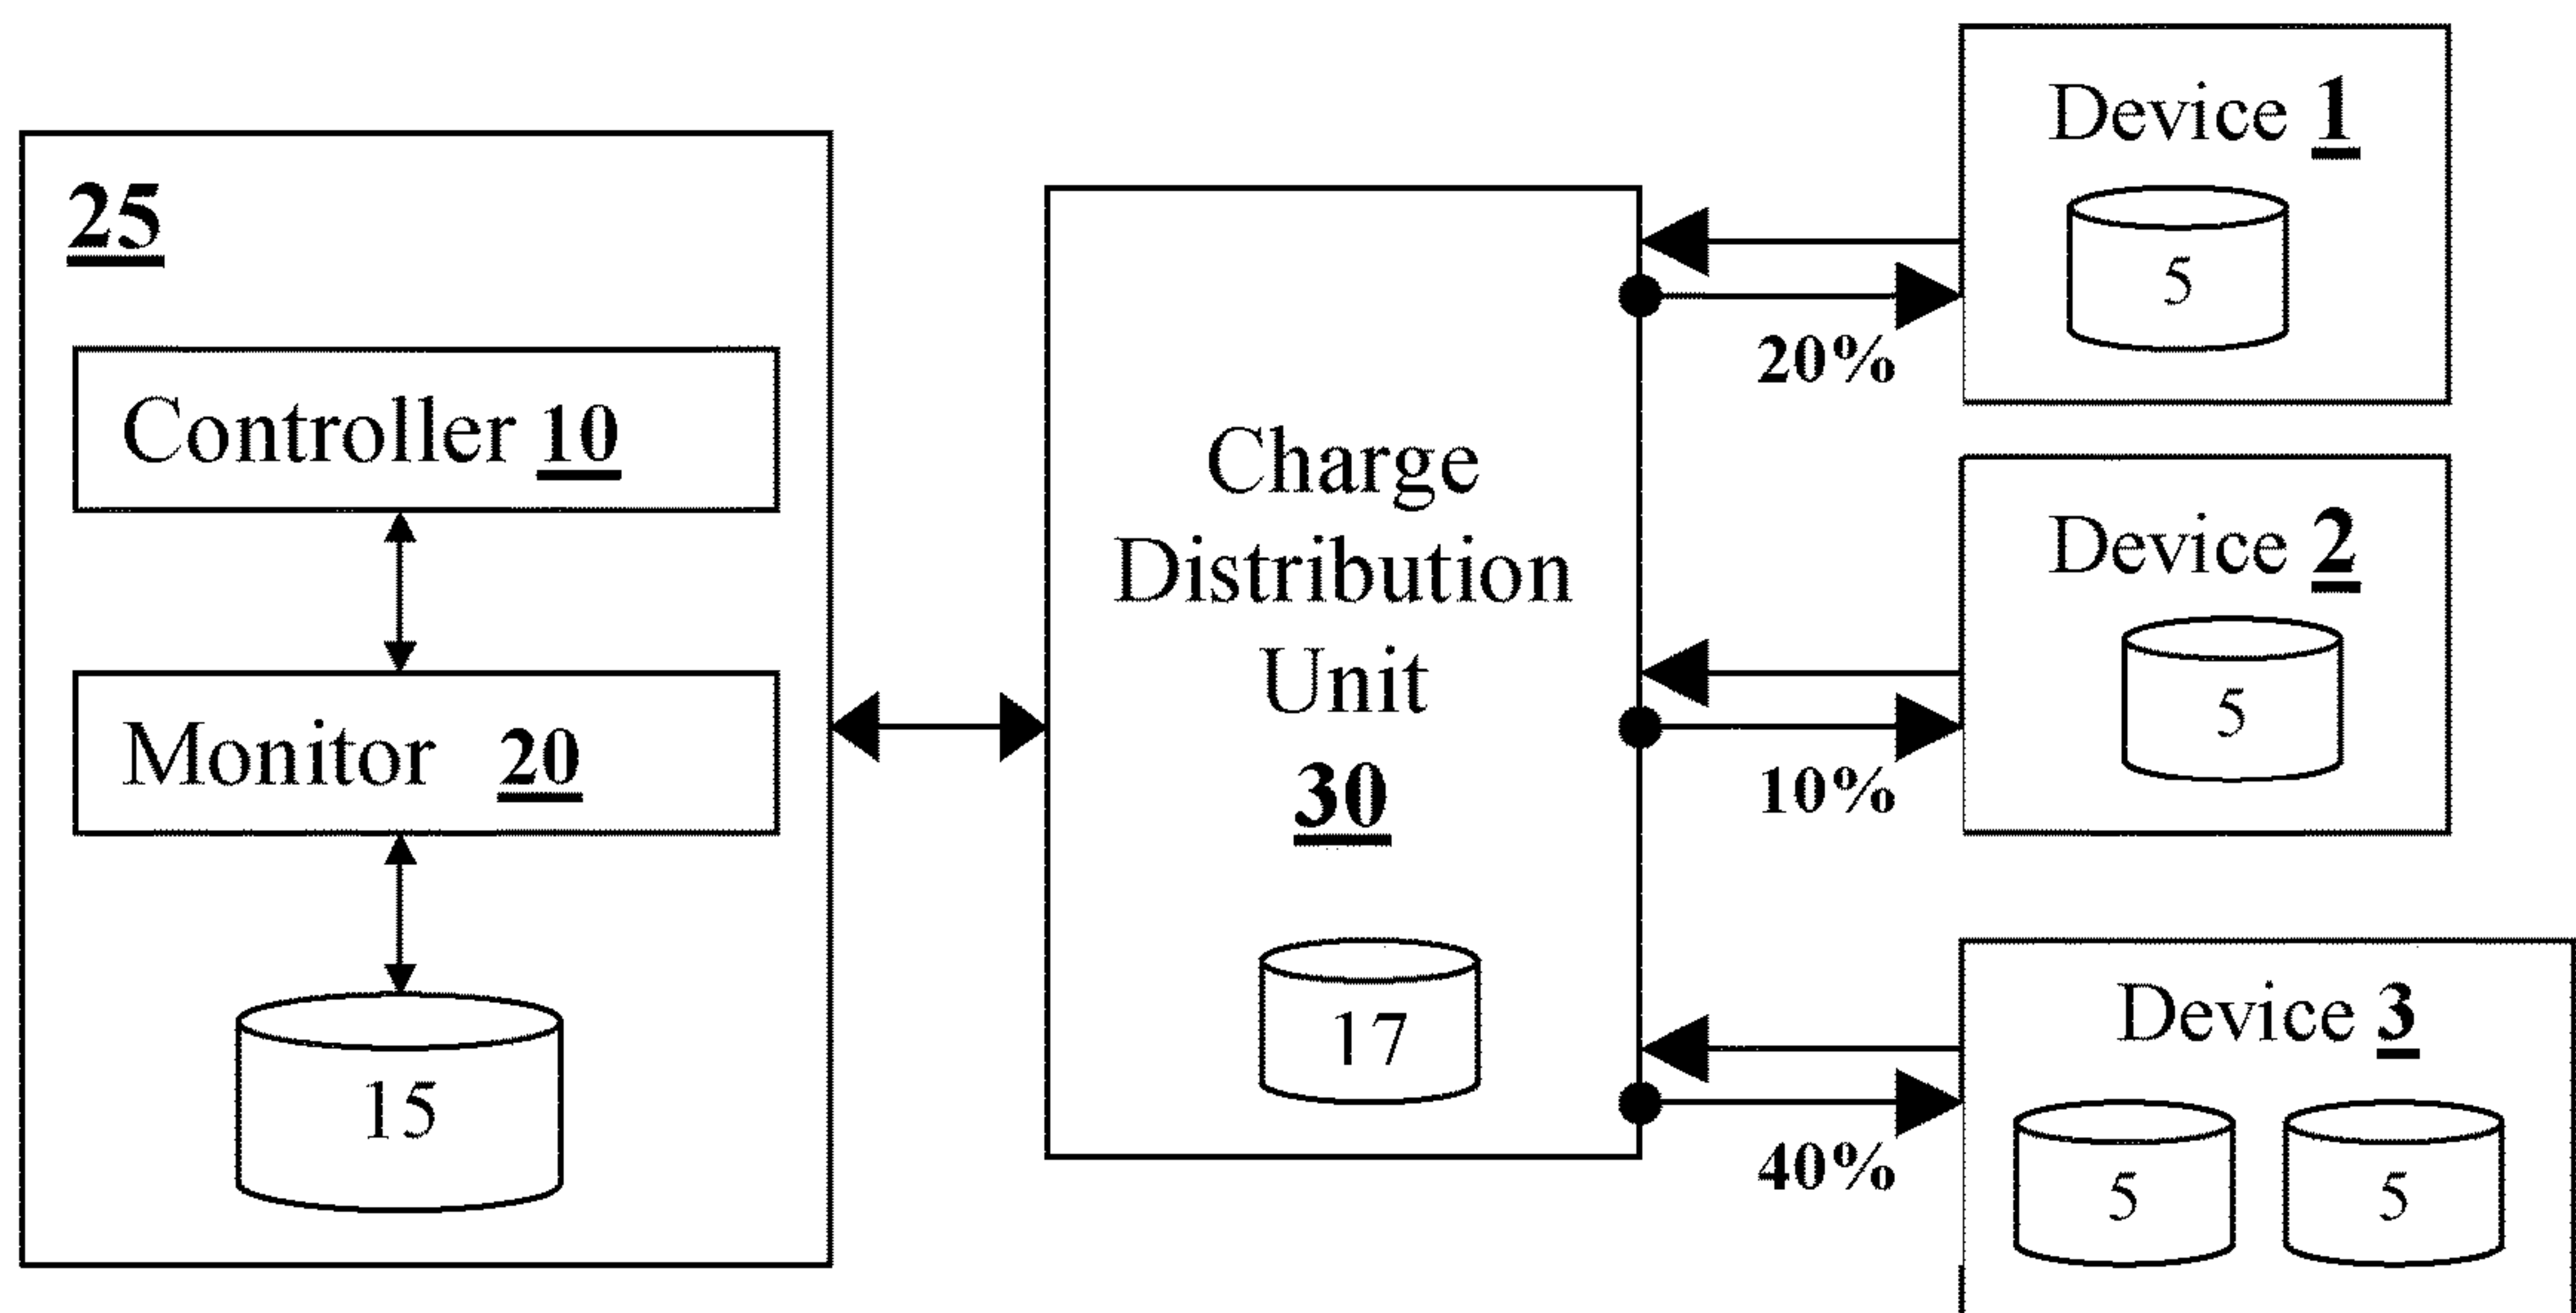 25
Controller 10
Monitor 20
15
Charge
Distribution
Unit
30
17
20%
10%
40%
Device 1
5
Device 2
5
Device 3
5 5